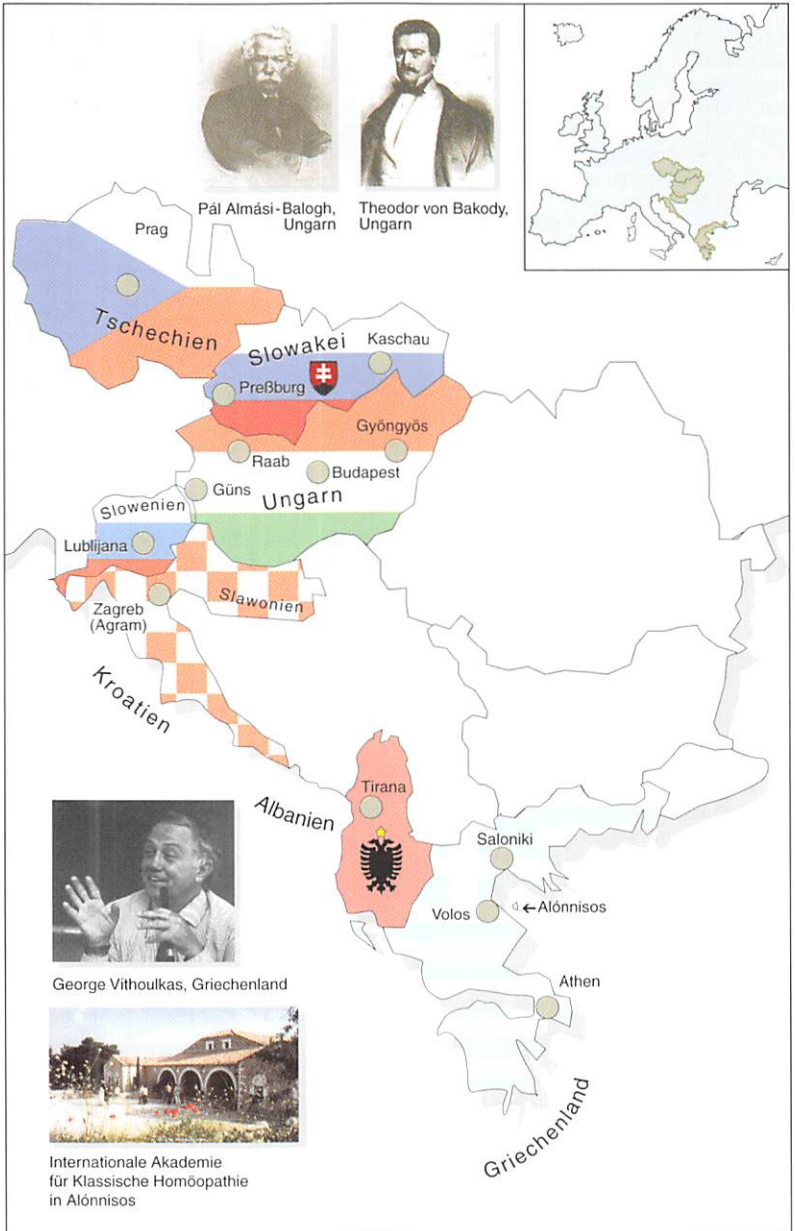 Pál Almási-Balogh,
Ungarn
Theodor von Bakody,
Ungarn
Prag
Tschechien
Slowakei
Kaschau
Preßburg
Gyöngyös
Raab
Budapest
Güns
Ungarn
Slowenien
Lublijana
Slawonien
Zagreb
(Agram)
Kroatien
Tirana
Albanien
Saloniki
Volos
←Alónnisos
George Vithoulkas, Griechenland
Athen
Griechenland
Internationale Akademie
für Klassische Homöopathie
in Alónnisos